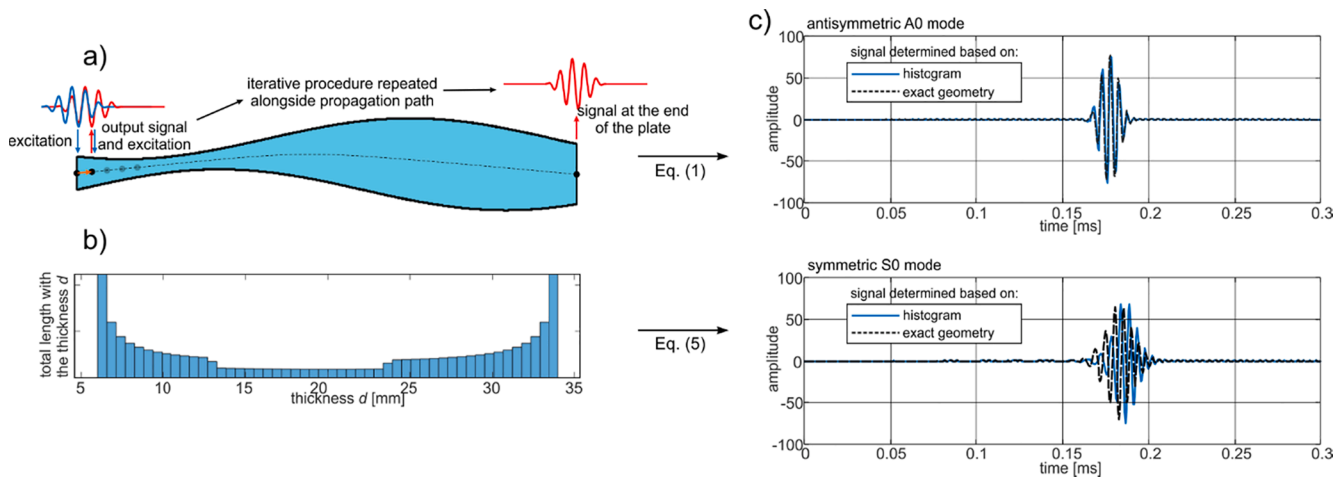 a)
iterative procedure repeated
alongside propagation path
signal at the end
of the plate
excitation
output signal
and excitation
Eq. (1)
b)
total length with
the thickness d
5 10 15 20 25 30 35
thickness d [mm]
Eq. (5)
c)
antisymmetric A0 mode
signal determined based on:
histcgram
exact geometry
amplitude
100
50
0
-50
-100
0 0.05 0.1 0.15 0.2 0.25 0.3
time [ms]
symmetric S0 mode
signal determined based on:
histcgram
exact geometry
amplitude
100
50
0
-50
-100
0 0.05 0.1 0.15 0.2 0.25 0.3
time [ms]